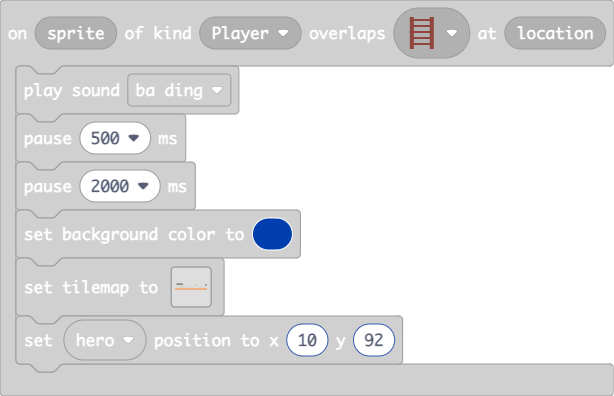 on sprite of kind Player overlaps at location
play sound ba ding
pause 500 ms
pause 2000 ms
set background color to
set tilemap to
set hero position to x 10 y 92